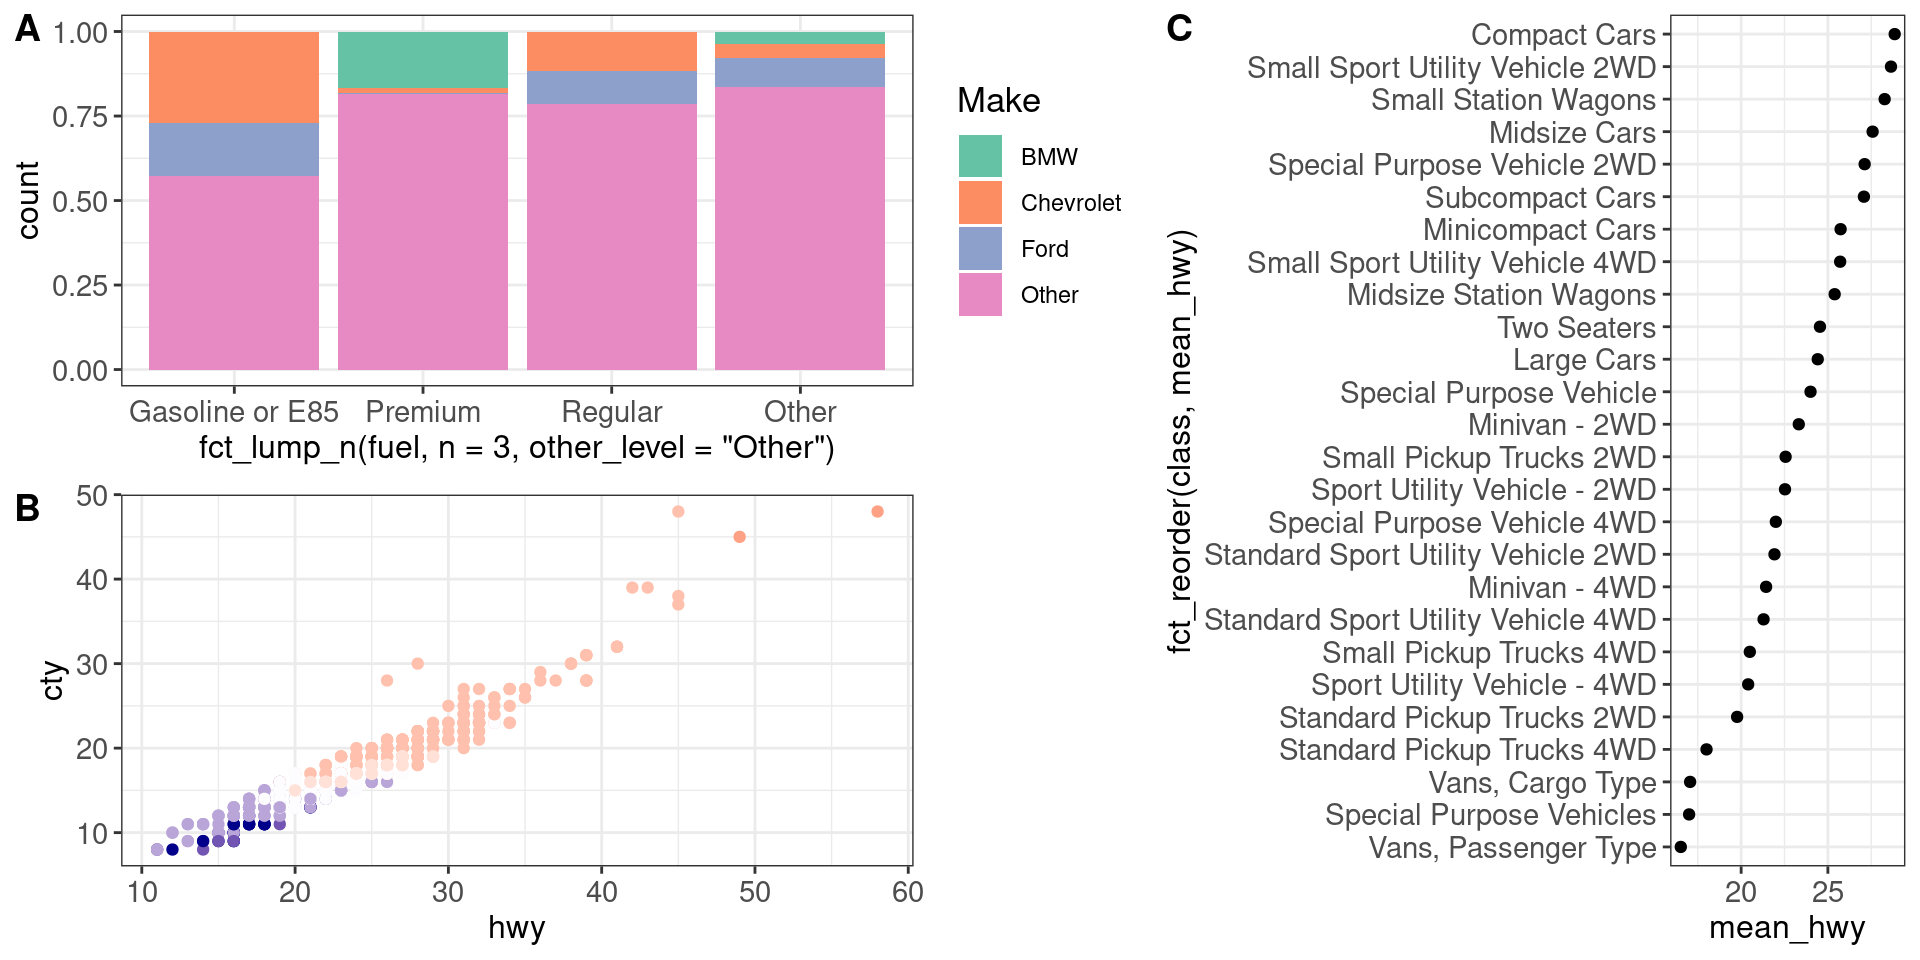 A
1.00
0.75
0.50
0.25
0.00
count
Gasoline or E85 Premium Regular Other
fct_lump_n(fuel, n = 3, other_level = "Other")
Make
BMW
Chevrolet
Ford
Other
B
50
40
30
20
10
cty
10 20 30 40 50 60
hwy
C
fct_reorder(class, mean_hwy)
Compact Cars
Small Sport Utility Vehicle 2WD
Small Station Wagons
Midsize Cars
Special Purpose Vehicle 2WD
Subcompact Cars
Minicompact Cars
Small Sport Utility Vehicle 4WD
Midsize Station Wagons
Two Seaters
Large Cars
Special Purpose Vehicle
Minivan - 2WD
Small Pickup Trucks 2WD
Sport Utility Vehicle - 2WD
Special Purpose Vehicle 4WD
Standard Sport Utility Vehicle 2WD
Minivan - 4WD
Standard Sport Utility Vehicle 4WD
Small Pickup Trucks 4WD
Sport Utility Vehicle - 4WD
Standard Pickup Trucks 2WD
Standard Pickup Trucks 4WD
Vans, Cargo Type
Special Purpose Vehicles
Vans, Passenger Type
20 25
mean_hwy